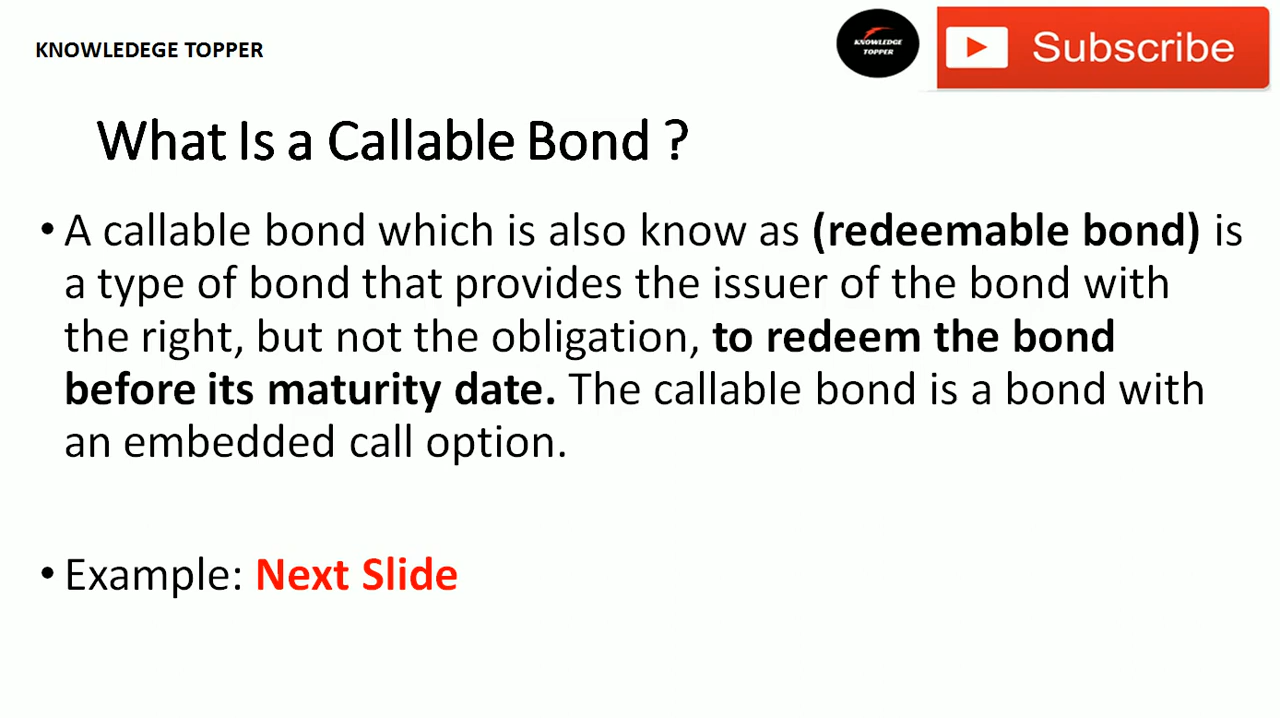 KNOWLEDEGE TOPPER
KNOWLEDGE
TOPPER
Subscribe
What Is a Callable Bond ?
• A callable bond which is also know as (redeemable bond) is
a type of bond that provides the issuer of the bond with
the right, but not the obligation, to redeem the bond
before its maturity date. The callable bond is a bond with
an embedded call option.
• Example: Next Slide